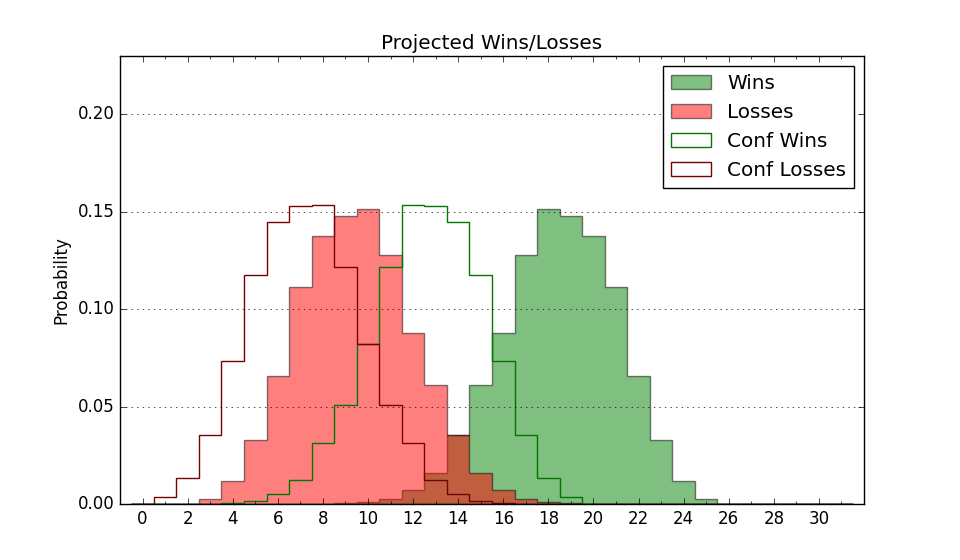 Projected Wins/Losses
Wins
Losses
Conf Wins
Conf Losses
Probability
0.20
0.15
0.10
0.05
0.00
0 2 4 6 8 10 12 14 16 18 20 22 24 26 28 30